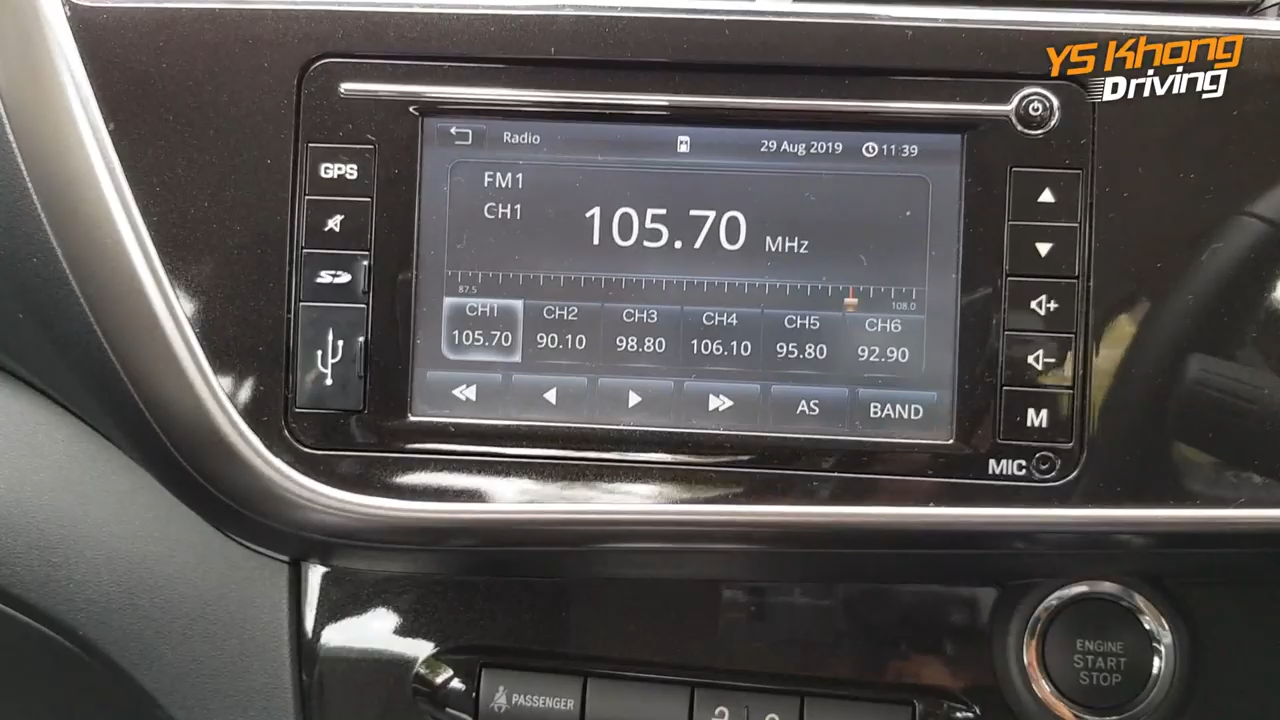 YS Khong
Driving
Radio
29 Aug 2019
11:39
GPS
FM1
CH1
105.70 MHz
87.5
108.0
CH1
105.70
CH2
90.10
CH3
98.80
CH4
106.10
CH5
95.80
CH6
92.90
AS
BAND
SD
+
-
M
MIC
ENGINE
START
STOP
PASSENGER